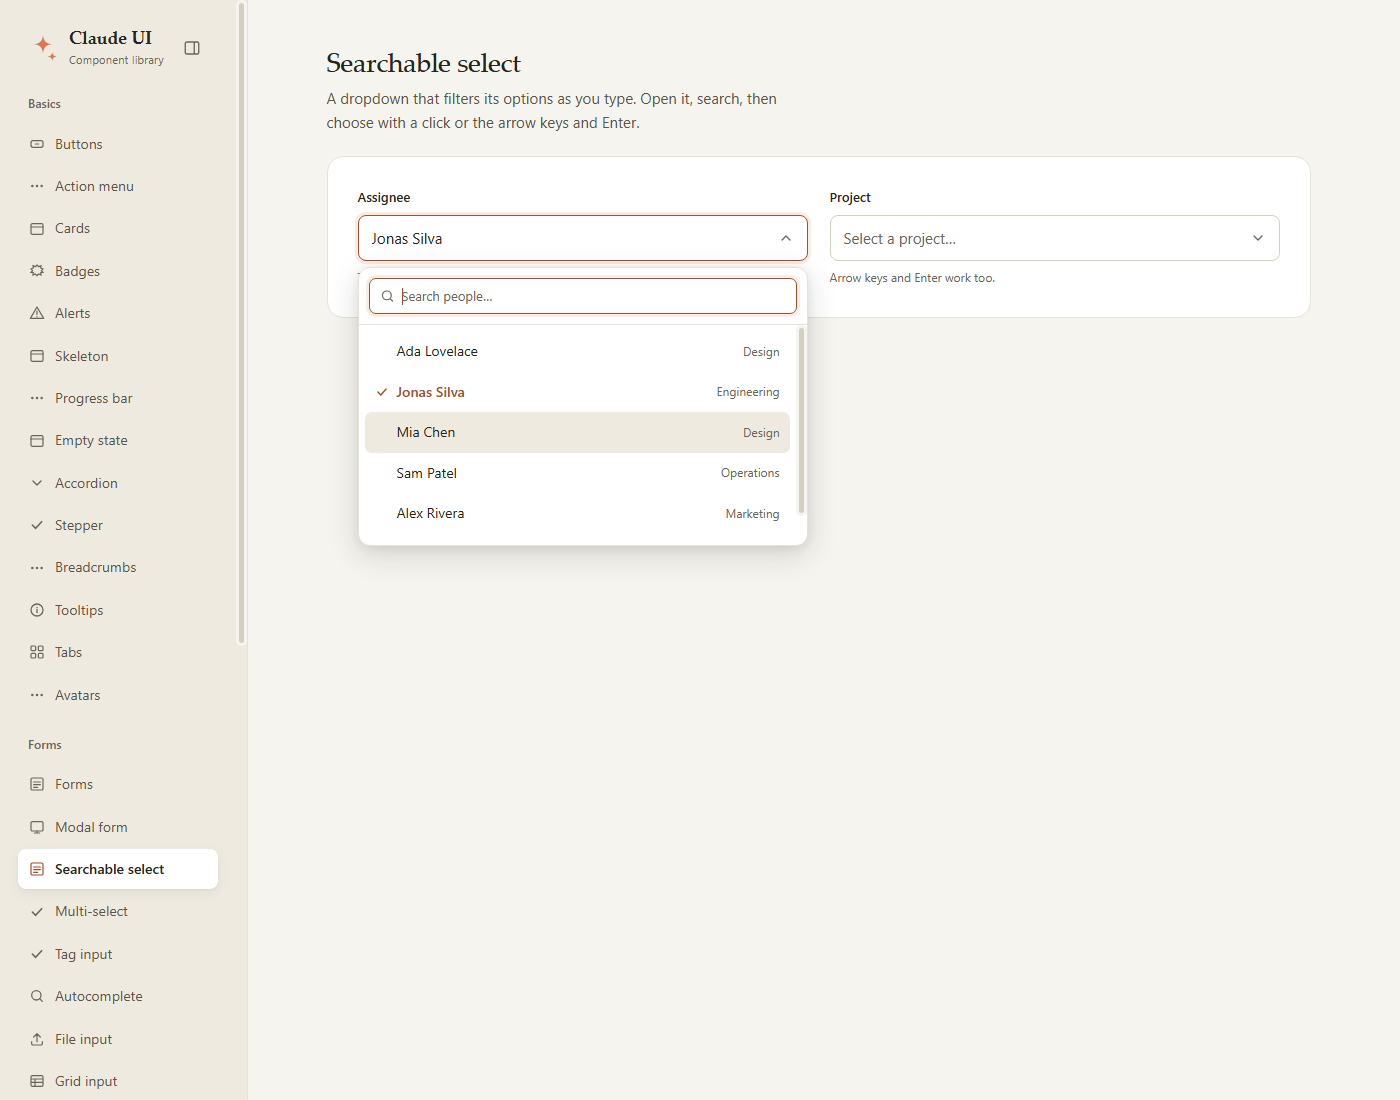 Claude UI
Component library
Basics
Buttons
Action menu
Cards
Badges
Alerts
Skeleton
Progress bar
Empty state
Accordion
Stepper
Breadcrumbs
Tooltips
Tabs
Avatars
Forms
Forms
Modal form
Searchable select
Multi-select
Tag input
Autocomplete
File input
Grid input
Searchable select
A dropdown that filters its options as you type. Open it, search, then
choose with a click or the arrow keys and Enter.
Assignee
Jonas Silva
Search people...
Ada Lovelace Design
Jonas Silva Engineering
Mia Chen Design
Sam Patel Operations
Alex Rivera Marketing
Project
Select a project...
Arrow keys and Enter work too.